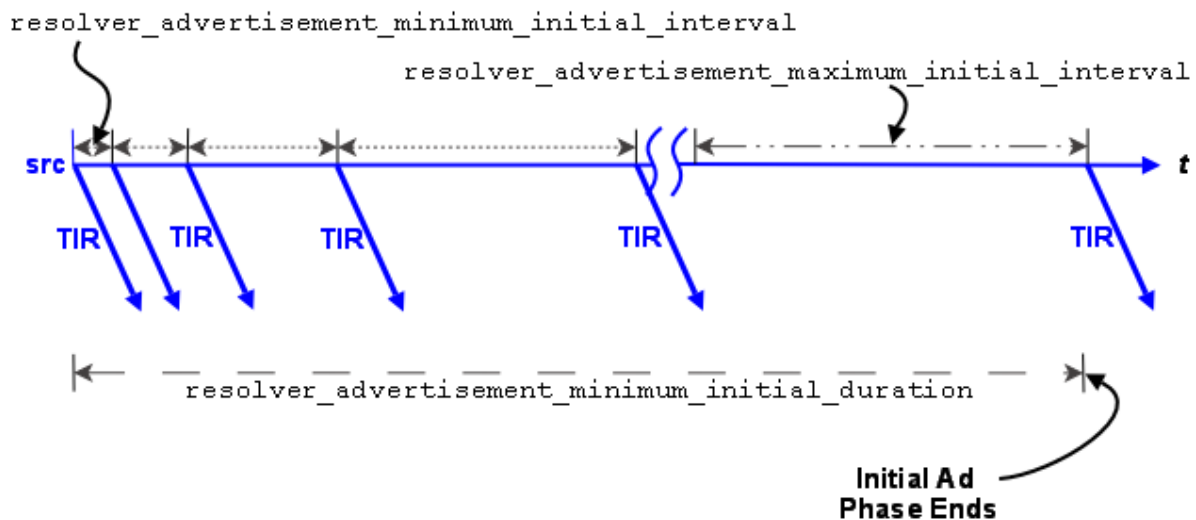 resolver_advertisement_minimum_initial_interval
resolver_advertisement_maximum_initial_interval
src
t
TIR
TIR
TIR
TIR
TIR
resolver_advertisement_minimum_initial_duration
Initial Ad
Phase Ends